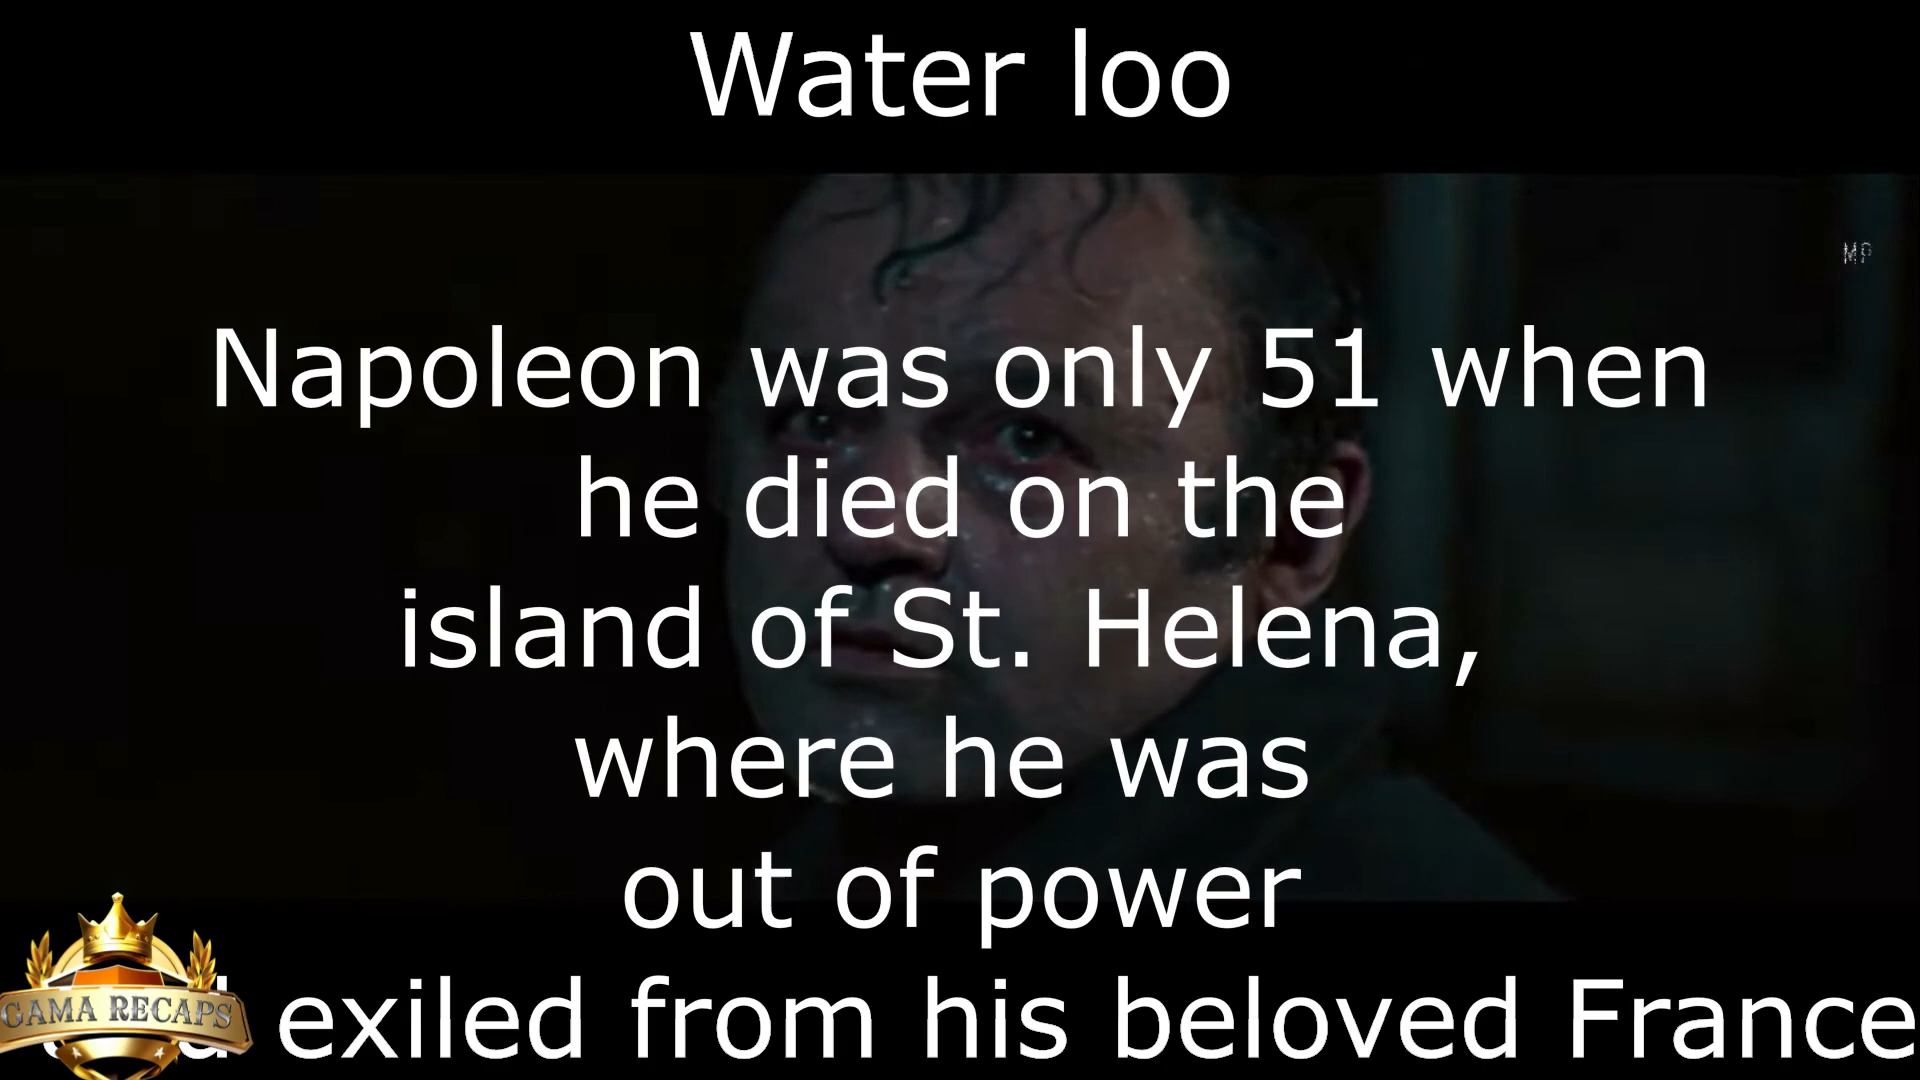 Water loo
MP
Napoleon was only 51 when
he died on the
island of St. Helena,
where he was
out of power
exiled from his beloved France
GAMA RECAPS